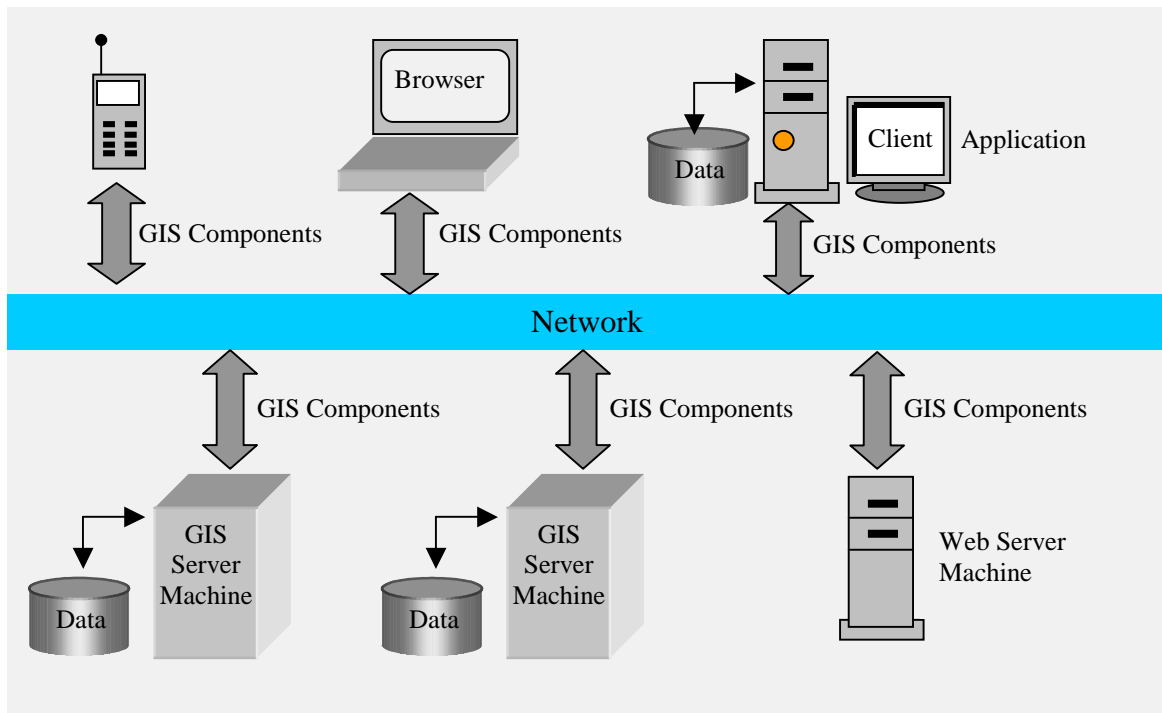 Browser
Client
Application
Data
GIS Components
GIS Components
GIS Components
Network
GIS Components
GIS Components
GIS Components
GIS
Server
Machine
Data
GIS
Server
Machine
Data
Web Server
Machine